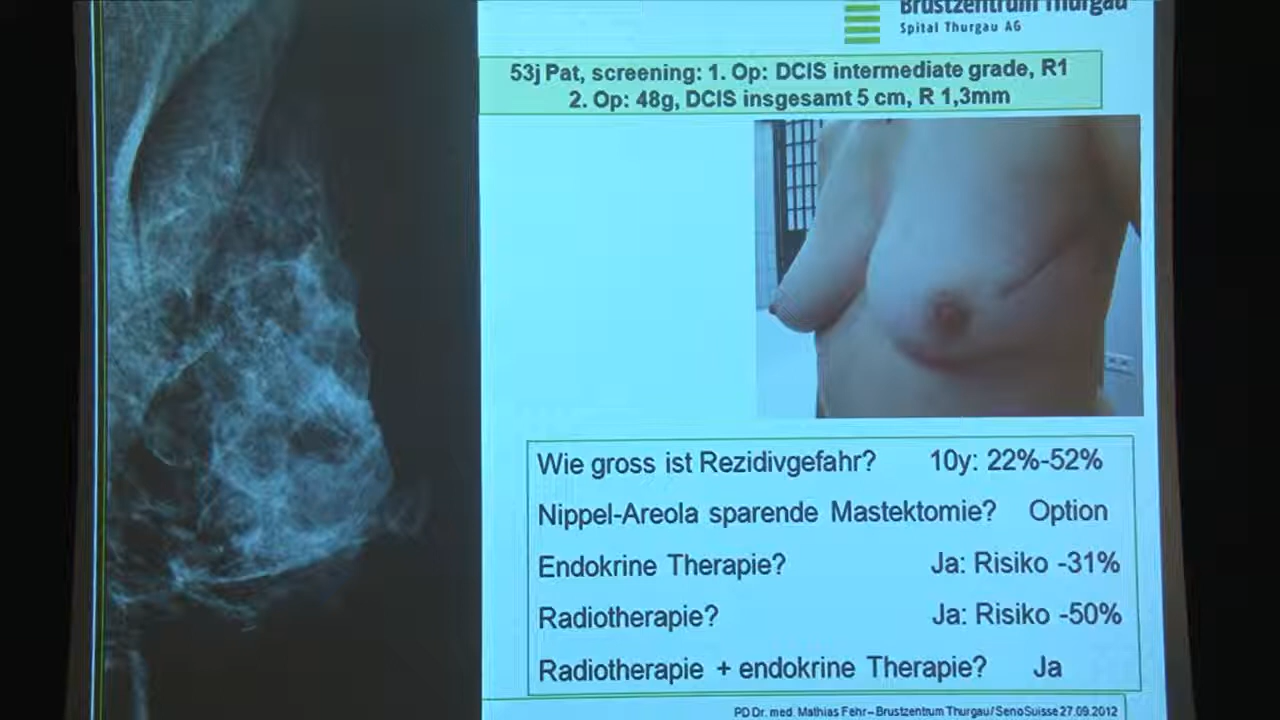 Brustzentrum Thurgau
Spital Thurgau AG
53j Pat, screening: 1. Op: DCIS intermediate grade, R1
2. Op: 48g, DCIS insgesamt 5 cm, R 1,3mm
Wie gross ist Rezidivgefahr? 10y: 22%-52%
Nippel-Areola sparende Mastektomie? Option
Endokrine Therapie? Ja: Risiko -31%
Radiotherapie? Ja: Risiko -50%
Radiotherapie + endokrine Therapie? Ja
PD Dr. med. Mathias Fehr – Brustzentrum Thurgau/SenoSuisse 27.09.2012